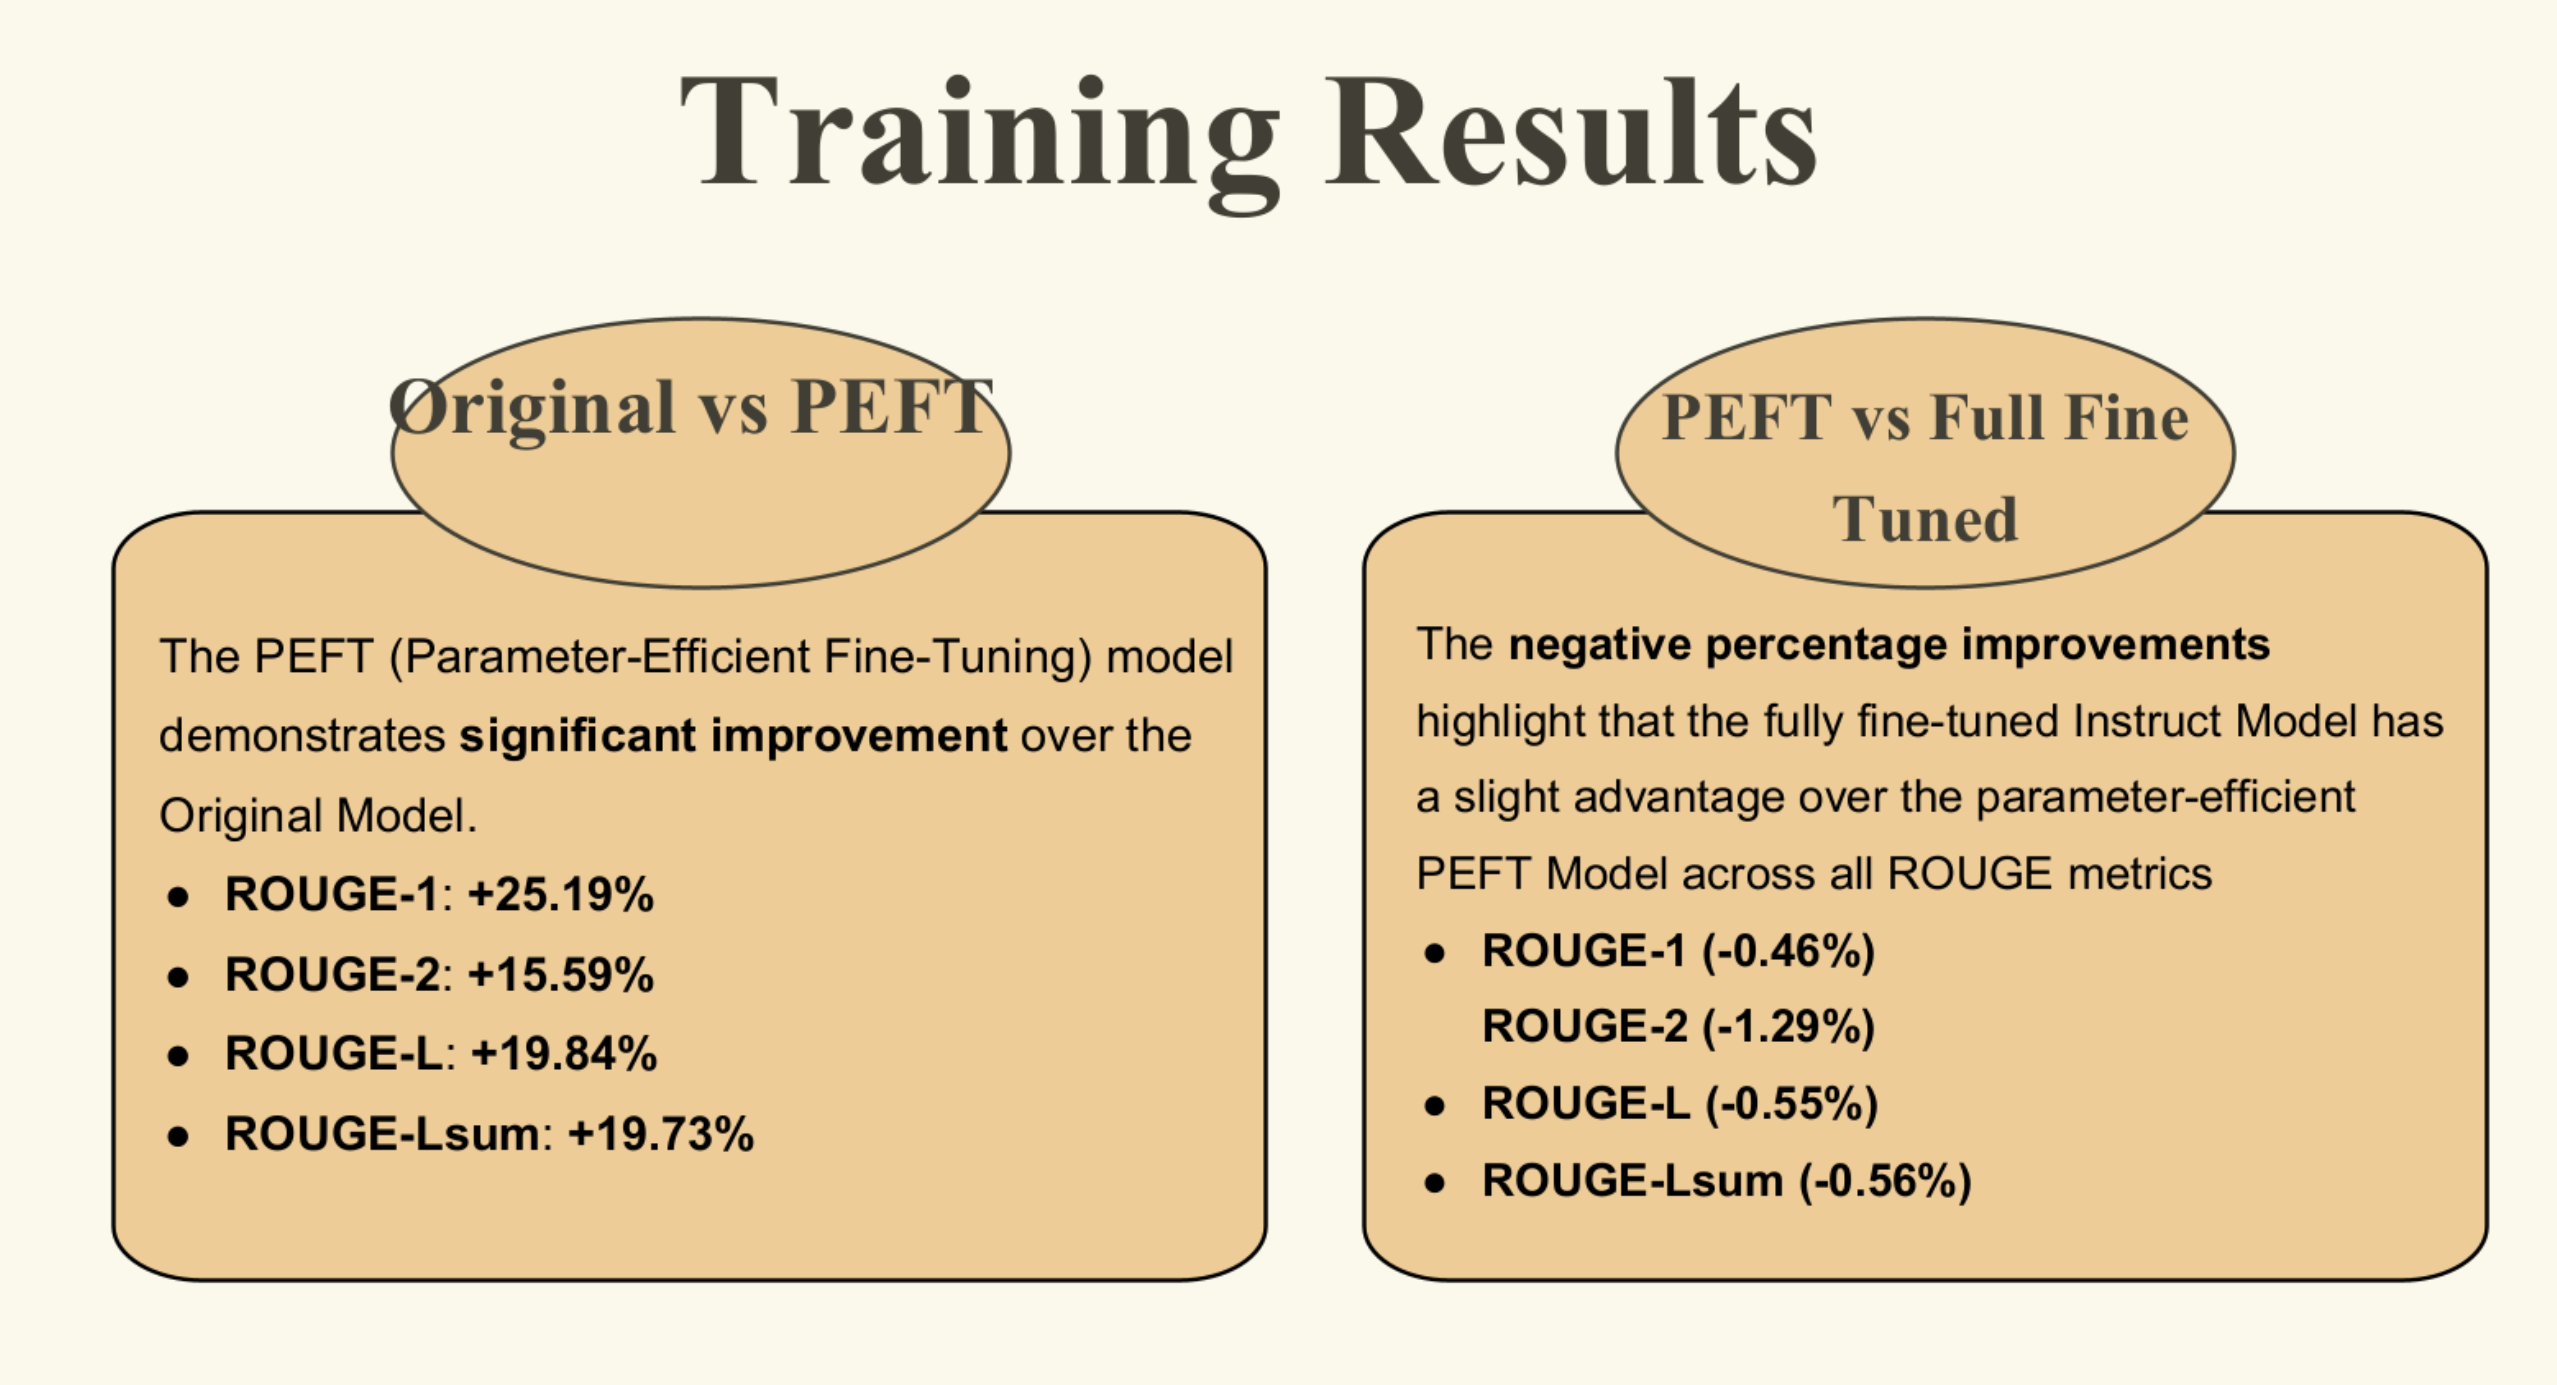 Training Results
Original vs PEFT
The PEFT (Parameter-Efficient Fine-Tuning) model
demonstrates significant improvement over the
Original Model.
● ROUGE-1: +25.19%
● ROUGE-2: +15.59%
● ROUGE-L: +19.84%
● ROUGE-Lsum: +19.73%
PEFT vs Full Fine
Tuned
The negative percentage improvements
highlight that the fully fine-tuned Instruct Model has
a slight advantage over the parameter-efficient
PEFT Model across all ROUGE metrics
● ROUGE-1 (-0.46%)
ROUGE-2 (-1.29%)
● ROUGE-L (-0.55%)
● ROUGE-Lsum (-0.56%)